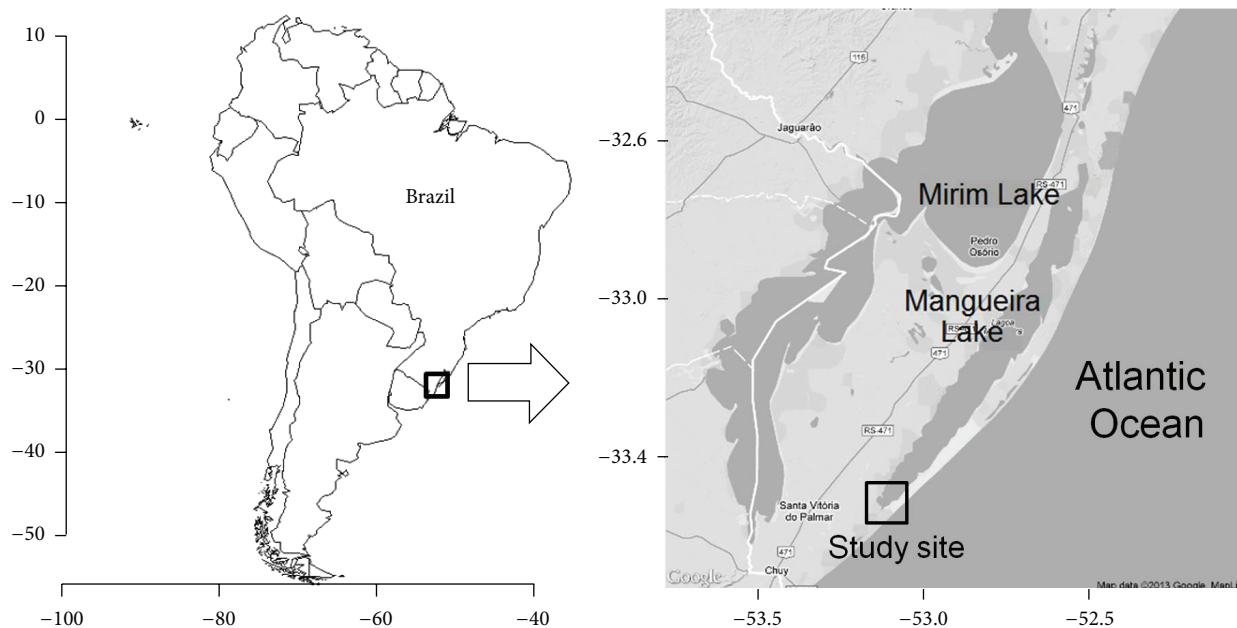 10
0
−10
−20
−30
−40
−50
−100
−80
−60
−40
Brazil
−32.6
−33.0
−33.4
−53.5
−53.0
−52.5
116
471
Jaguarão
RS-471
Mirim Lake
Pedro
Osório
Mangueira
Lake
Lagoa
471
Atlantic
Ocean
RS-471
Santa Vitória
do Palmar
Study site
471
Chuy
Google
Map data ©2013 Google, MapLi